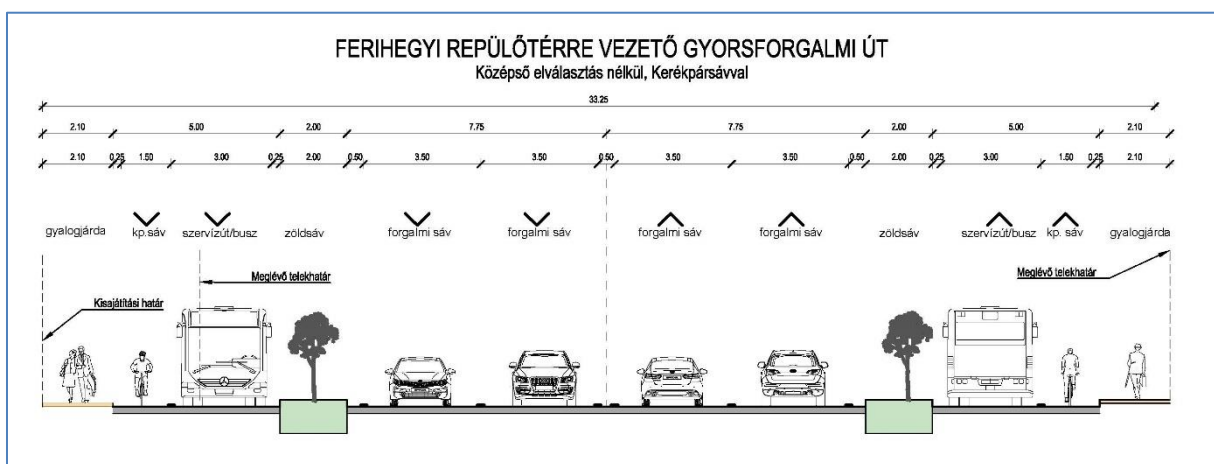 FERIHEGYI REPÜLŐTÉRRE VEZETŐ GYORSFORGALMI ÚT
Középső elválasztás nélkül, Kerékpársávval
33.25
2.10 5.00 2.00 7.75 7.75 2.00 5.00 2.10
2.10 0.25 1.50 3.00 0.25 2.00 0.50 3.50 3.50 0.50 3.50 3.50 0.50 2.00 0.25 3.00 1.50 0.25 2.10
gyalogjárda kp.sáv szervízút/busz zöldsáv forgalmi sáv forgalmi sáv forgalmi sáv forgalmi sáv zöldsáv szervízút/busz kp. sáv gyalogjárda
Meglévő telekhatár Meglévő telekhatár
Kisajátítási határ